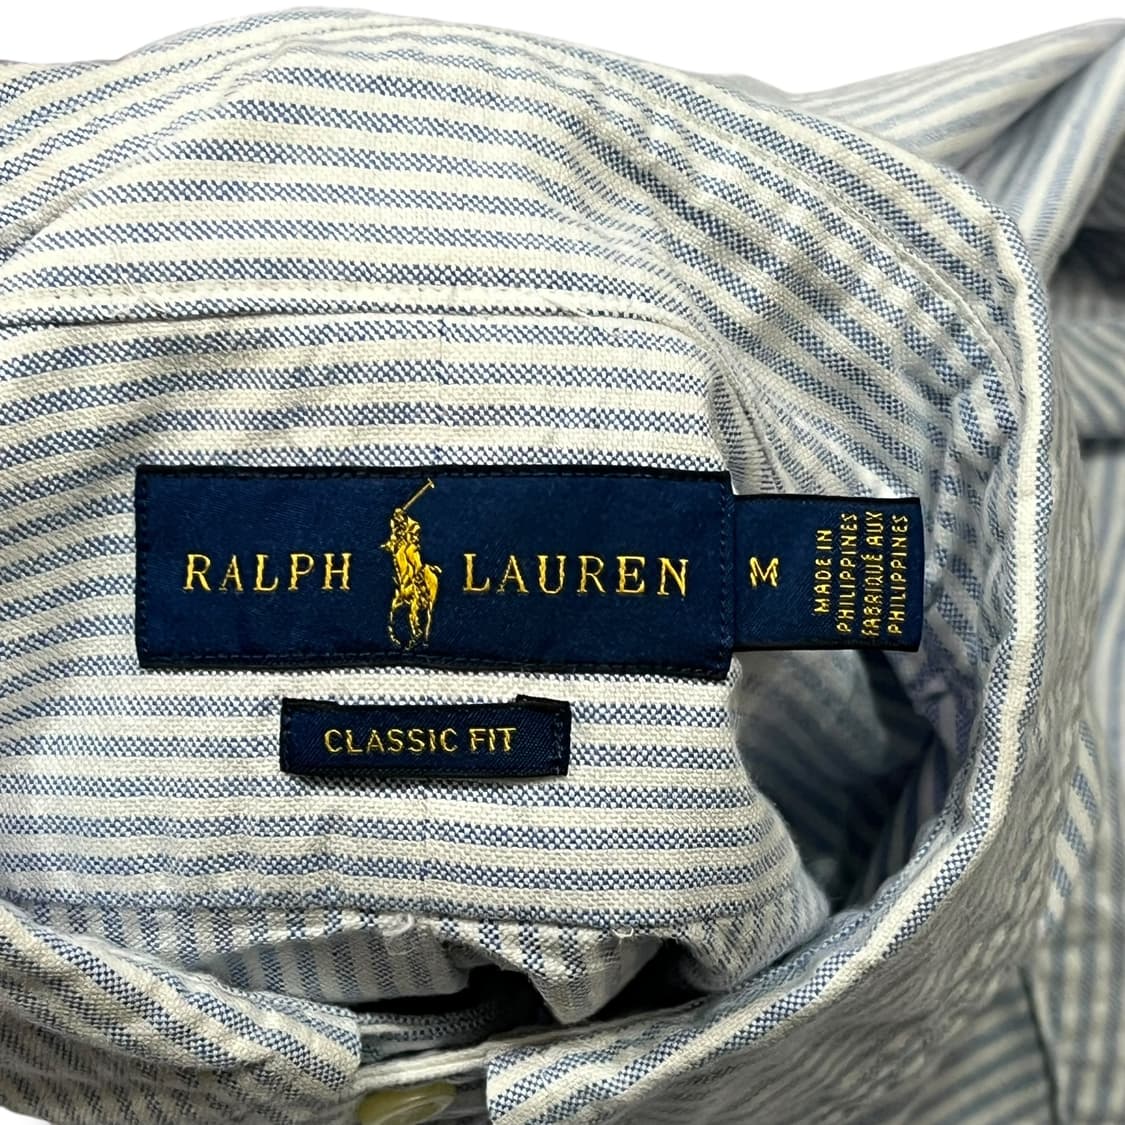 RALPH LAUREN
M
MADE IN
PHILIPPINES
FABRIQUÉ AUX
PHILIPPINES
CLASSIC FIT